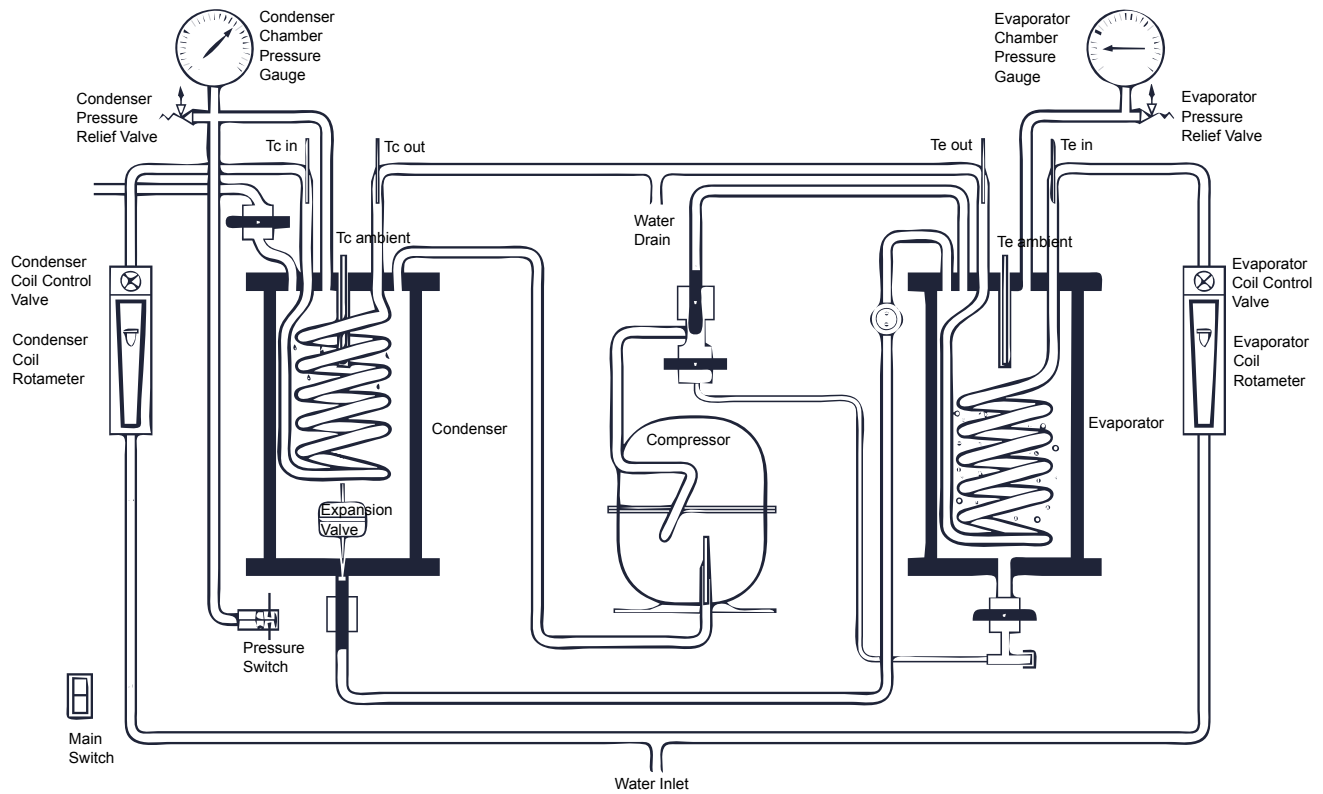 Condenser
Chamber
Pressure
Gauge
Evaporator
Chamber
Pressure
Gauge
Condenser
Pressure
Relief Valve
Evaporator
Pressure
Relief Valve
Tc in
Tc out
Te out
Te in
Water
Drain
Tc ambient
Te ambient
Condenser
Coil Control
Valve
Evaporator
Coil Control
Valve
Condenser
Coil
Rotameter
Evaporator
Coil
Rotameter
Condenser
Compressor
Evaporator
Expansion
Valve
Pressure
Switch
Main
Switch
Water Inlet